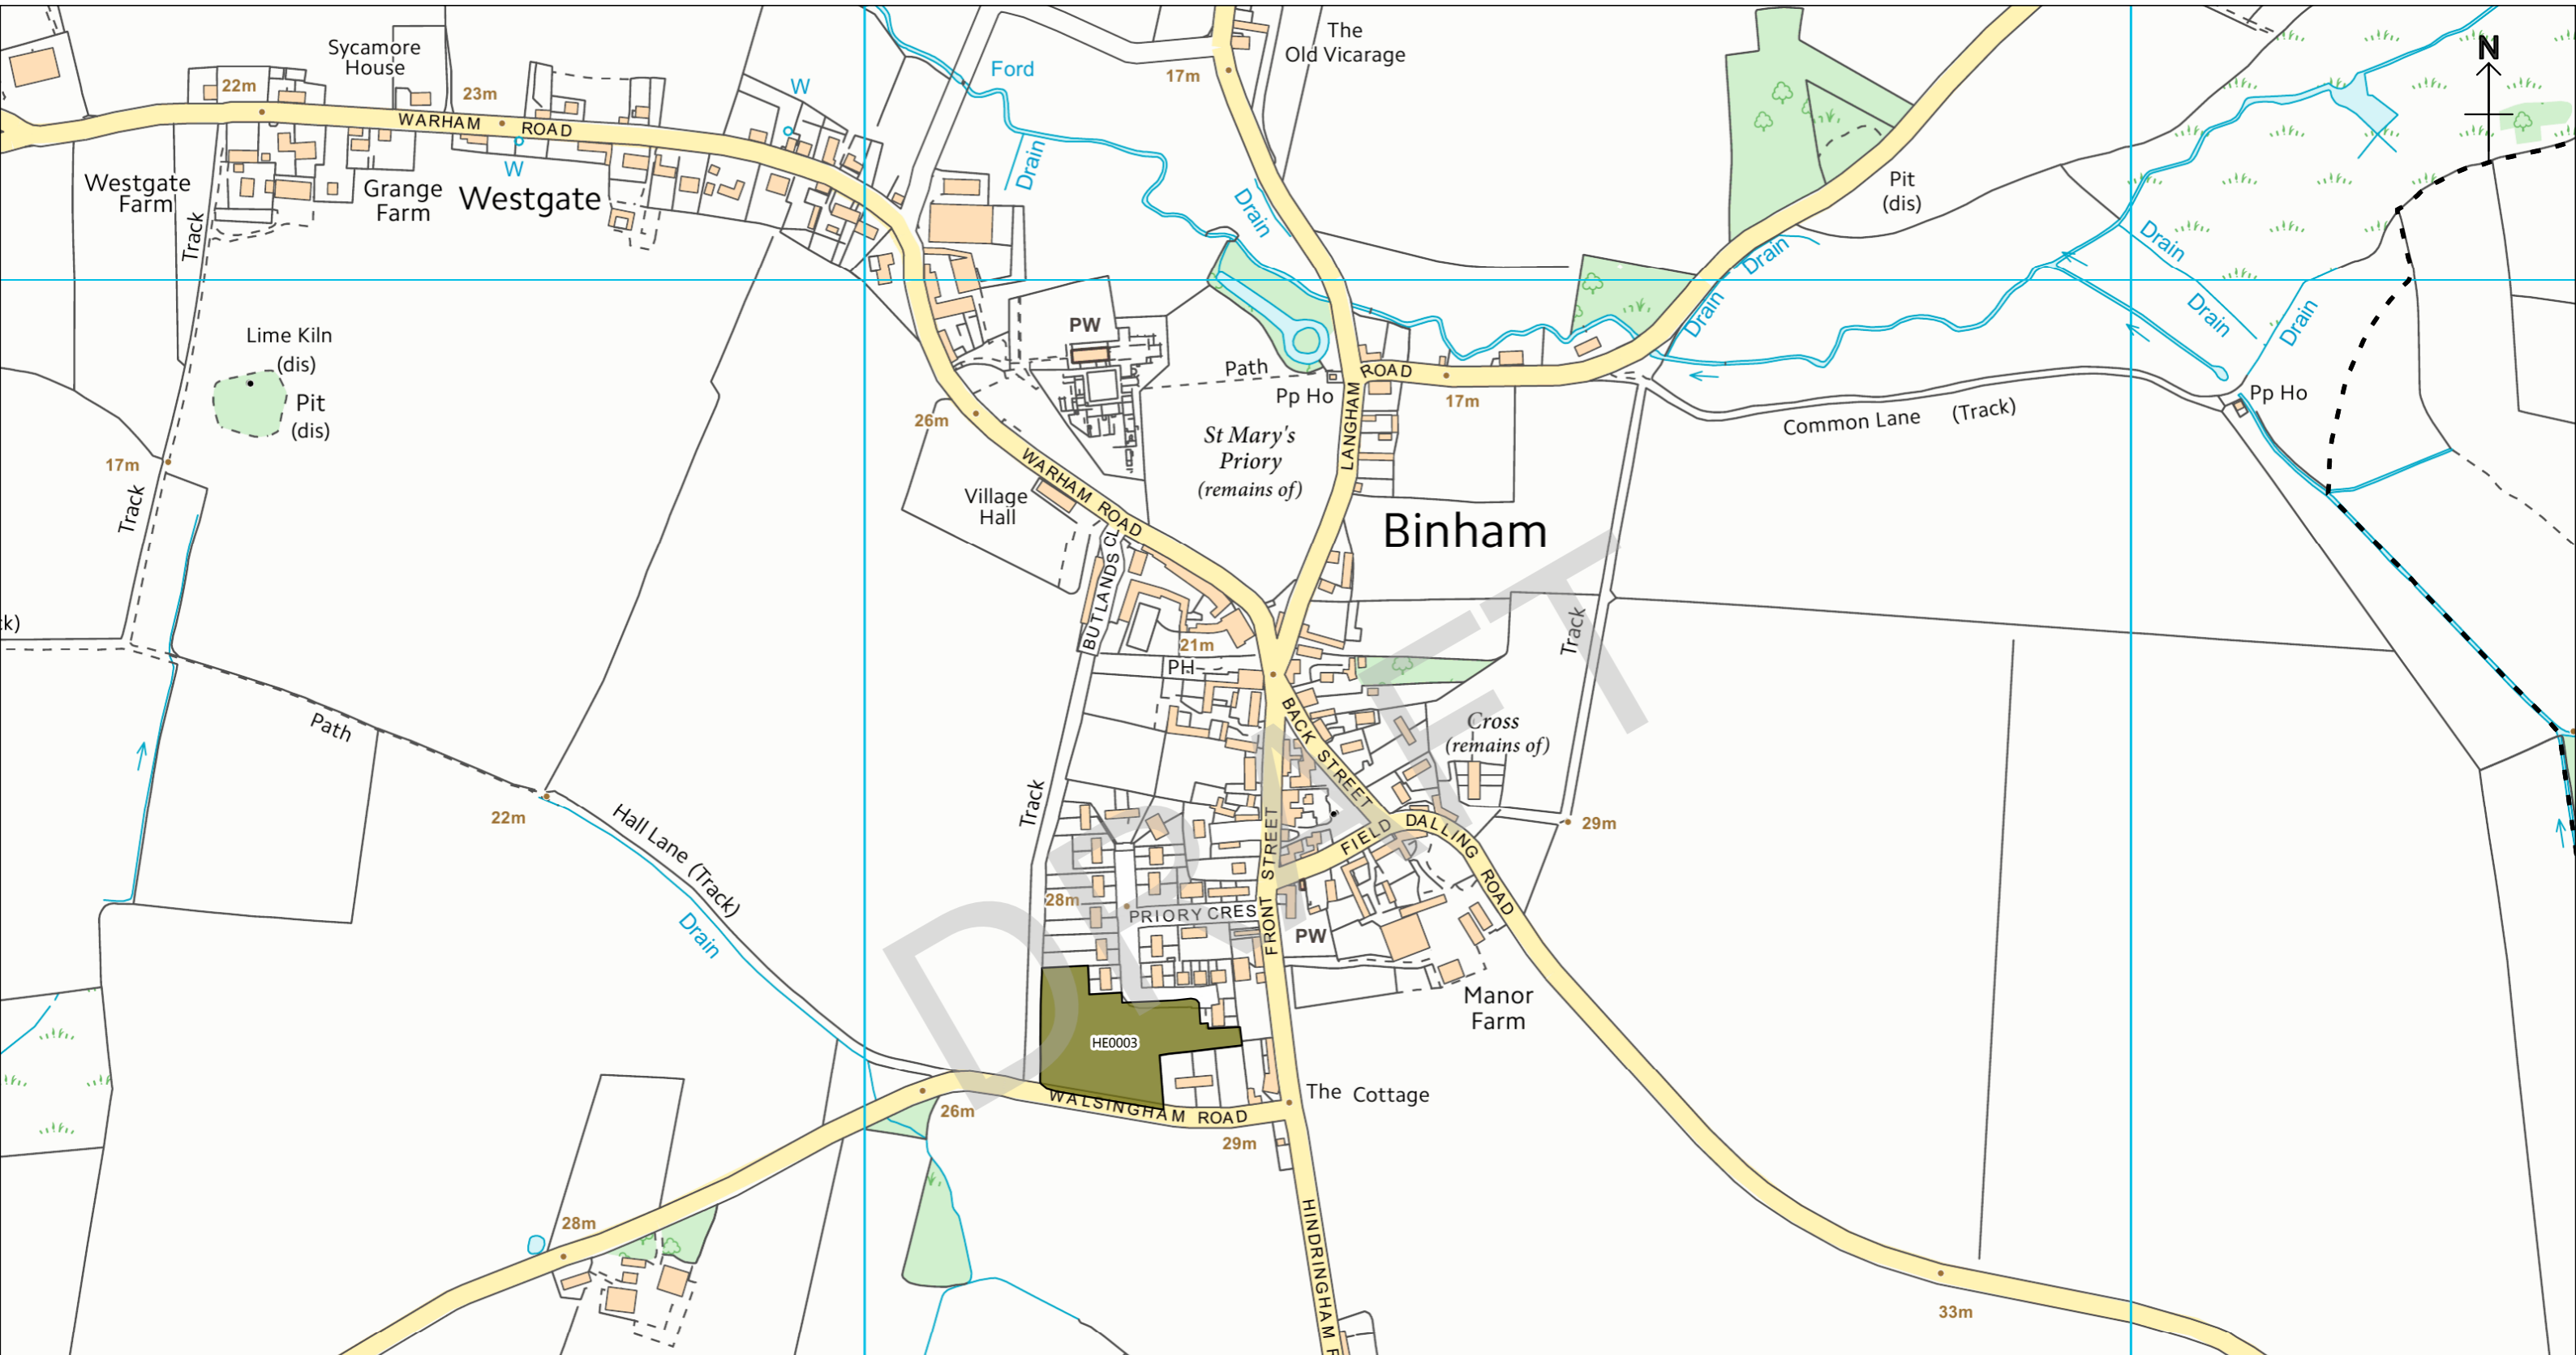 The
Old Vicarage
N
Sycamore
House
Ford
17m
22m
23m
W
WARHAM ROAD
W
Drain
Westgate
Farm
Grange
Farm
Westgate
Track
Drain
Pit
(dis)
Drain
Drain
Drain
Drain
Drain
Lime Kiln
(dis)
Pit
(dis)
PW
Path
Pp Ho
ROAD
17m
LANGHAM
Common Lane (Track)
Pp Ho
26m
17m
Track
St Mary's
Priory
(remains of)
WARHAM ROAD
Village
Hall
Binham
BUTLANDS CL
ck)
21m
PH
Track
Path
BACK STREET
Cross
(remains of)
22m
Hall Lane (Track)
Drain
Track
29m
FIELD
DALLING ROAD
FRONT STREET
28m
PRIORY CRES
PW
Manor
Farm
HE0003
The Cottage
26m
WALSINGHAM ROAD
29m
28m
HINDRINGHAM R
33m
DRAFT